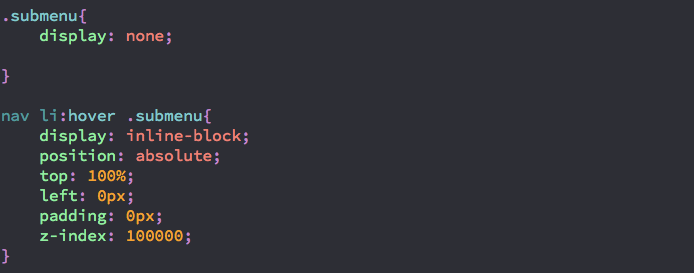 .submenu{
    display: none;

}

nav li:hover .submenu{
    display: inline-block;
    position: absolute;
    top: 100%;
    left: 0px;
    padding: 0px;
    z-index: 100000;
}